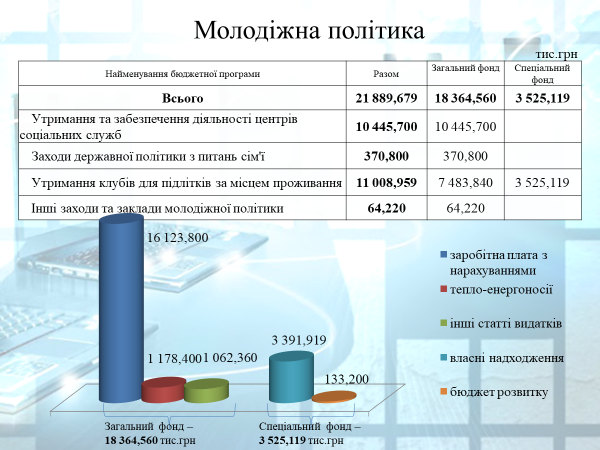 Молодіжна політика
тис.грн
Найменування бюджетної програми Разом Загальний фонд Спеціальний
фонд
Всього 21 889,679 18 364,560 3 525,119
Утримання та забезпечення діяльності центрів
соціальних служб 10 445,700 10 445,700
Заходи державної політики з питань сім'ї 370,800 370,800
Утримання клубів для підлітків за місцем проживання 11 008,959 7 483,840 3 525,119
Інші заходи та заклади молодіжної політики 64,220 64,220
16 123,800
1 178,400
1 062,360
3 391,919
133,200
заробітна плата з
нарахуваннями
тепло-енергоносії
інші статті видатків
власні надходження
бюджет розвитку
Загальний фонд –
18 364,560 тис.грн
Спеціальний фонд –
3 525,119 тис.грн